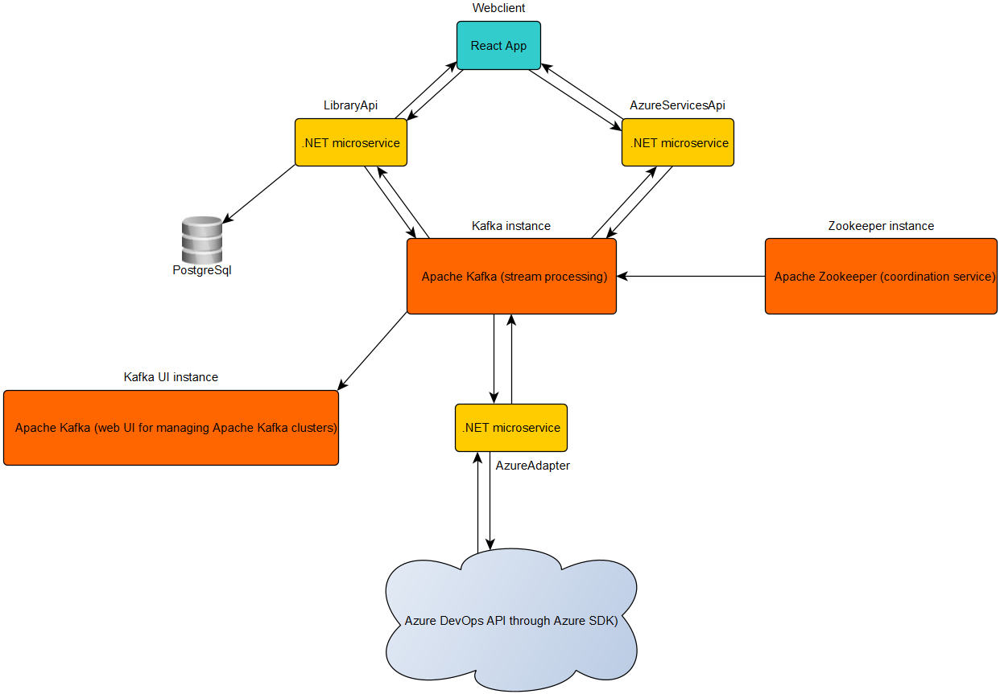 Webclient
React App
LibraryApi
AzureServicesApi
.NET microservice
.NET microservice
Kafka instance
Zookeeper instance
PostgreSql
Apache Kafka (stream processing)
Apache Zookeeper (coordination service)
Kafka UI instance
Apache Kafka (web UI for managing Apache Kafka clusters)
.NET microservice
AzureAdapter
Azure DevOps API through Azure SDK)